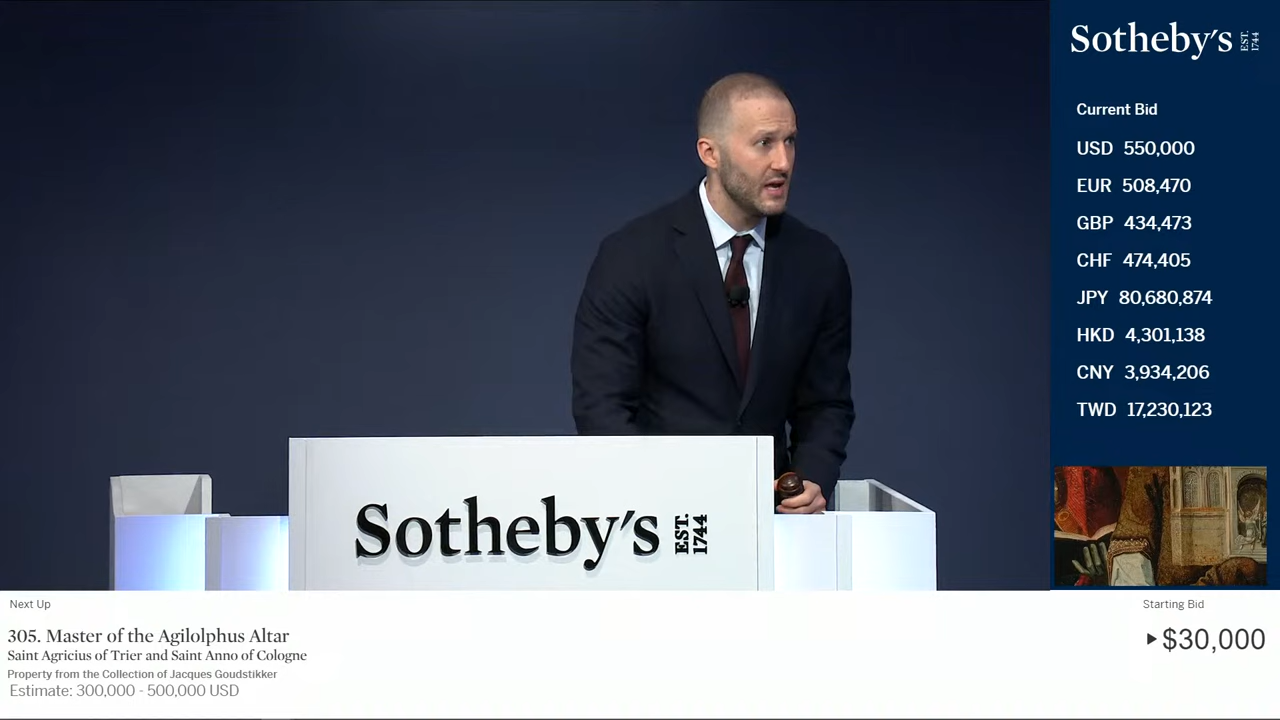 Sotheby's EST. 1744
Current Bid
USD 550,000
EUR 508,470
GBP 434,473
CHF 474,405
JPY 80,680,874
HKD 4,301,138
CNY 3,934,206
TWD 17,230,123
Sotheby's EST. 1744
Next Up
305. Master of the Agilolphus Altar
Saint Agricius of Trier and Saint Anno of Cologne
Property from the Collection of Jacques Goudstikker
Estimate: 300,000 - 500,000 USD
Starting Bid
$30,000